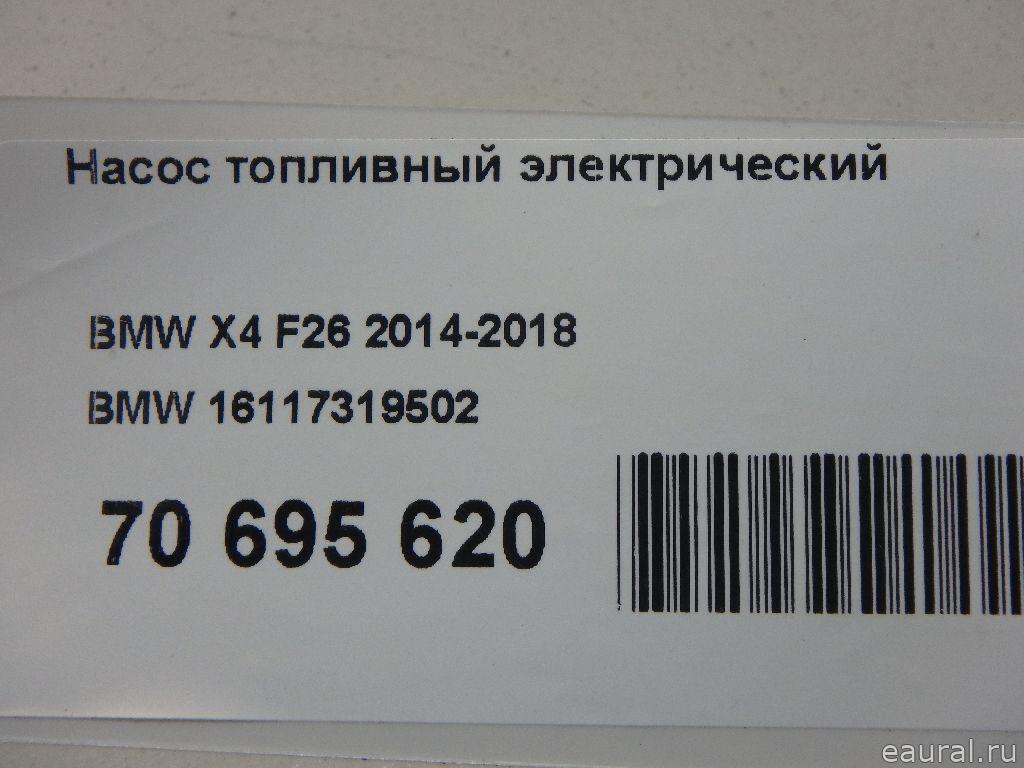 Насос топливный электрический
BMW X4 F26 2014-2018
BMW 16117319502
70 695 620
eaural.ru